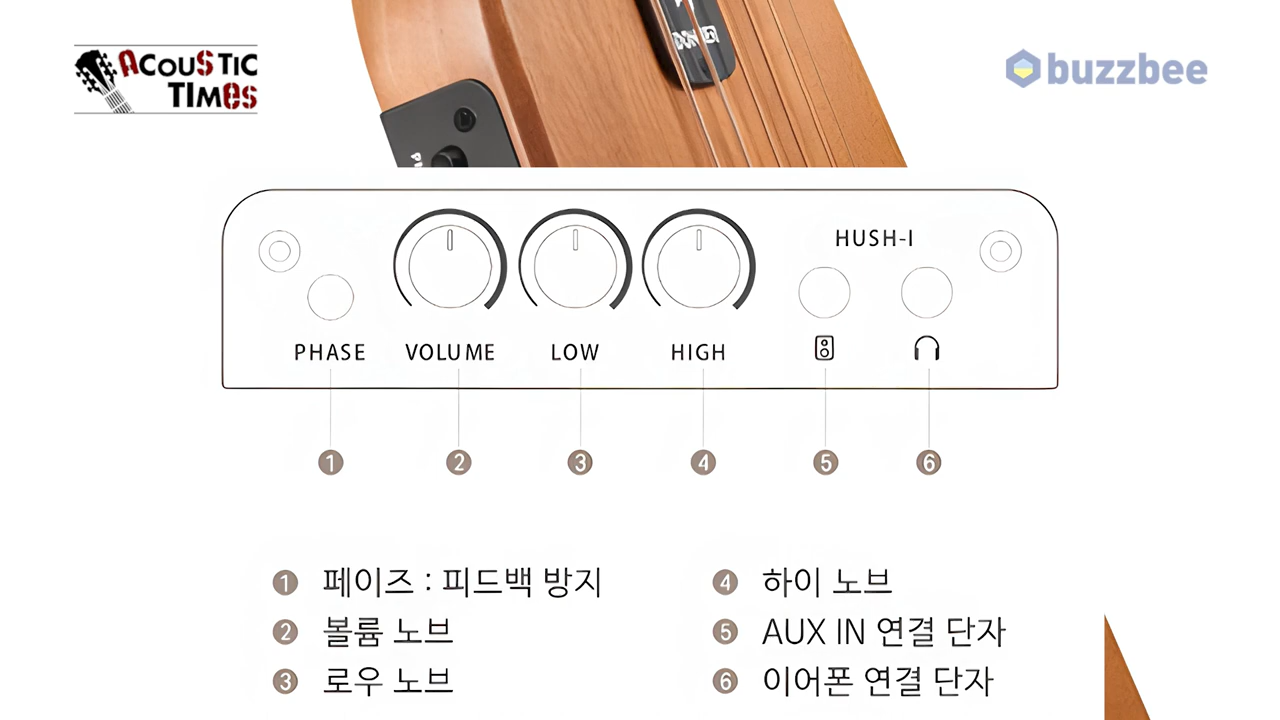 ACOUSTIC
TIMES
buzzbee
HUSH-I
PHASE VOLUME LOW HIGH
1 2 3 4 5 6
1 페이즈 : 피드백 방지
2 볼륨 노브
3 로우 노브
4 하이 노브
5 AUX IN 연결 단자
6 이어폰 연결 단자